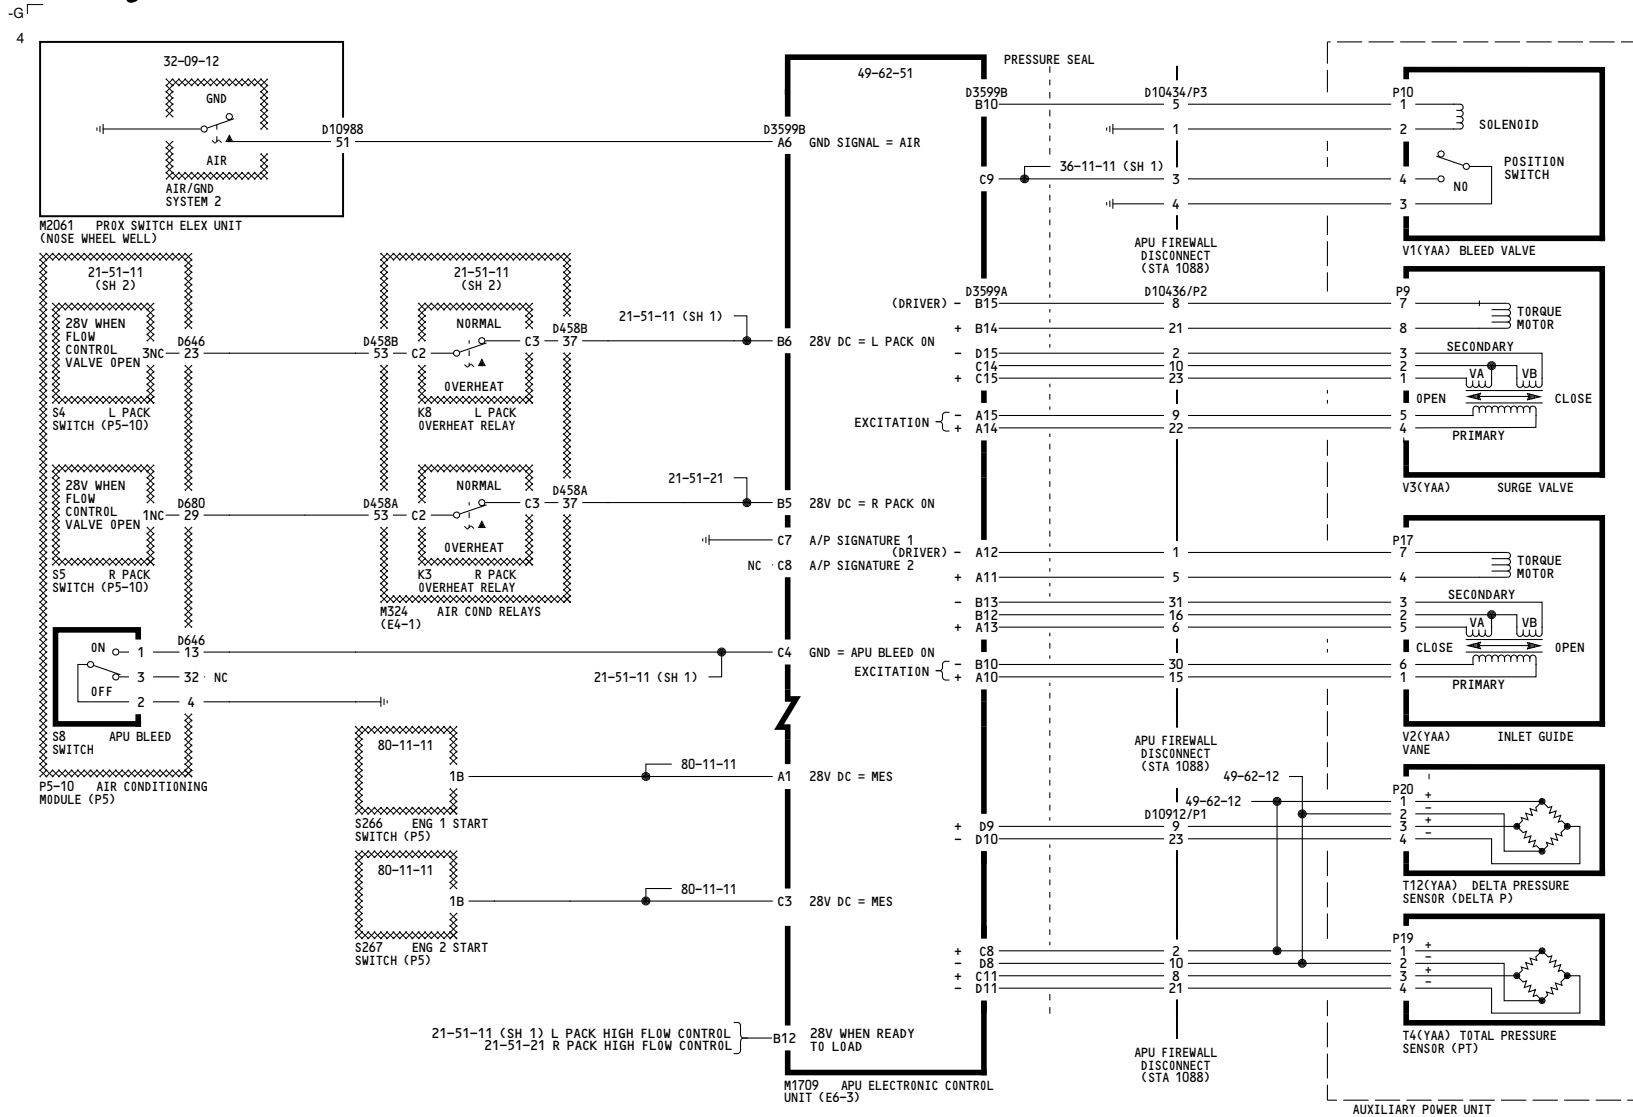 -G
4
32-09-12
GND
AIR
D10988
51
AIR/GND
SYSTEM 2
M2061 PROX SWITCH ELEX UNIT
(NOSE WHEEL WELL)
21-51-11
(SH 2)
28V WHEN
FLOW
CONTROL
VALVE OPEN
3NC
D646
23
S4 L PACK
SWITCH (P5-10)
28V WHEN
FLOW
CONTROL
VALVE OPEN
1NC
D680
29
S5 R PACK
SWITCH (P5-10)
ON
1
D646
13
3
32 NC
OFF
2
4
S8 APU BLEED
SWITCH
P5-10 AIR CONDITIONING
MODULE (P5)
21-51-11
(SH 2)
NORMAL
D458B
53
C2
C3
D458B
37
OVERHEAT
K8 L PACK
OVERHEAT RELAY
NORMAL
D458A
53
C2
C3
D458A
37
OVERHEAT
K3 R PACK
OVERHEAT RELAY
M324 AIR COND RELAYS
(E4-1)
21-51-11 (SH 1)
21-51-21
21-51-11 (SH 1)
80-11-11
1B
80-11-11
S266 ENG 1 START
SWITCH (P5)
80-11-11
1B
80-11-11
S267 ENG 2 START
SWITCH (P5)
21-51-11 (SH 1) L PACK HIGH FLOW CONTROL
21-51-21 R PACK HIGH FLOW CONTROL
49-62-51
D3599B
A6 GND SIGNAL = AIR
B6 28V DC = L PACK ON
B5 28V DC = R PACK ON
C7 A/P SIGNATURE 1
NC C8 A/P SIGNATURE 2
C4 GND = APU BLEED ON
A1 28V DC = MES
C3 28V DC = MES
B12 28V WHEN READY
TO LOAD
M1709 APU ELECTRONIC CONTROL
UNIT (E6-3)
PRESSURE SEAL
D3599B
B10
D10434/P3
5
1
C9
36-11-11 (SH 1)
3
4
APU FIREWALL
DISCONNECT
(STA 1088)
P10
1
2
SOLENOID
4
NO
POSITION
SWITCH
3
V1(YAA) BLEED VALVE
D3599A
D10436/P2
P9
(DRIVER) - B15 8 7
+ B14 21 8
TORQUE
MOTOR
- D15 2 3
SECONDARY
C14 10 2
+ C15 23 1
VA VB
OPEN CLOSE
EXCITATION
- A15 9 5
+ A14 22 4
PRIMARY
V3(YAA) SURGE VALVE
P17
(DRIVER) - A12 1 7
+ A11 5 4
TORQUE
MOTOR
- B13 31 3
SECONDARY
B12 16 2
+ A13 6 5
VA VB
CLOSE OPEN
EXCITATION
- B10 30 6
+ A10 15 1
PRIMARY
V2(YAA) INLET GUIDE
VANE
APU FIREWALL
DISCONNECT
(STA 1088)
49-62-12
49-62-12
D10912/P1
P20
1 +
2 -
+ D9 9 3 +
- D10 23 4 -
T12(YAA) DELTA PRESSURE
SENSOR (DELTA P)
P19
+ C8 2 1 +
- D8 10 2 -
+ C11 8 3 +
- D11 21 4 -
T4(YAA) TOTAL PRESSURE
SENSOR (PT)
APU FIREWALL
DISCONNECT
(STA 1088)
AUXILIARY POWER UNIT